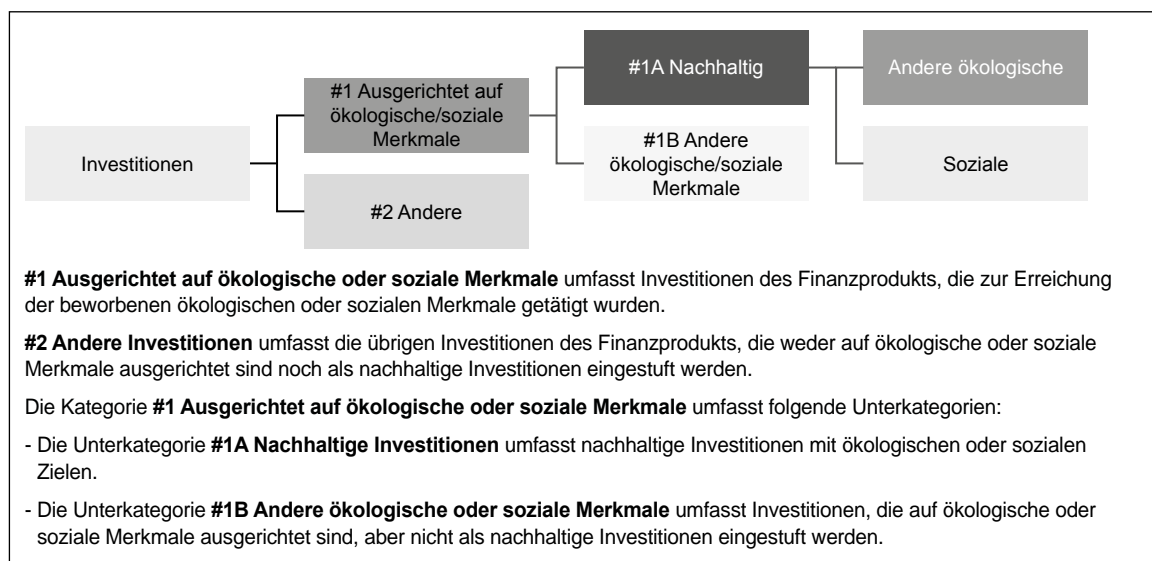 Investitionen
#1 Ausgerichtet auf
ökologische/soziale
Merkmale
#2 Andere
#1A Nachhaltig
#1B Andere
ökologische/soziale
Merkmale
Andere ökologische
Soziale
#1 Ausgerichtet auf ökologische oder soziale Merkmale umfasst Investitionen des Finanzprodukts, die zur Erreichung
der beworbenen ökologischen oder sozialen Merkmale getätigt wurden.
#2 Andere Investitionen umfasst die übrigen Investitionen des Finanzprodukts, die weder auf ökologische oder soziale
Merkmale ausgerichtet sind noch als nachhaltige Investitionen eingestuft werden.
Die Kategorie #1 Ausgerichtet auf ökologische oder soziale Merkmale umfasst folgende Unterkategorien:
- Die Unterkategorie #1A Nachhaltige Investitionen umfasst nachhaltige Investitionen mit ökologischen oder sozialen
Zielen.
- Die Unterkategorie #1B Andere ökologische oder soziale Merkmale umfasst Investitionen, die auf ökologische oder
soziale Merkmale ausgerichtet sind, aber nicht als nachhaltige Investitionen eingestuft werden.